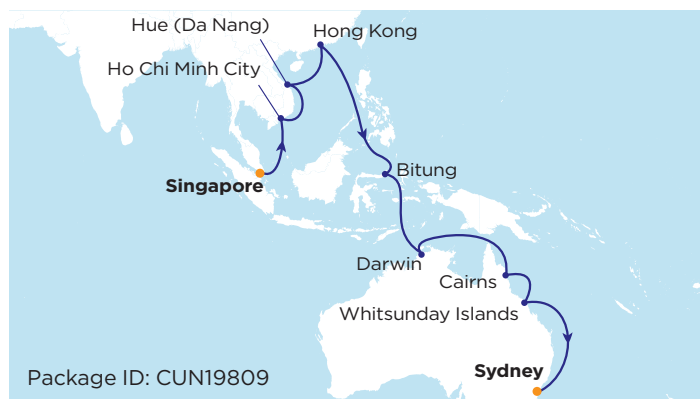 Hue (Da Nang)
Hong Kong
Ho Chi Minh City
Bitung
Singapore
Darwin
Cairns
Whitsunday Islands
Sydney
Package ID: CUN19809